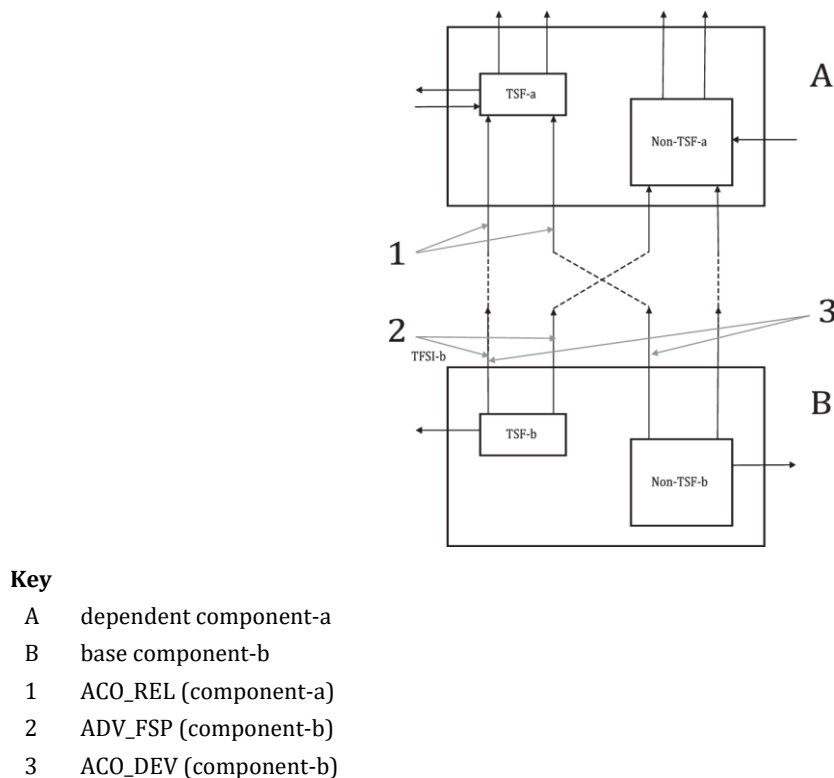 A
TSF-a
Non-TSF-a
1
3
2
TFSI-b
B
TSF-b
Non-TSF-b
Key
A dependent component-a
B base component-b
1 ACO_REL (component-a)
2 ADV_FSP (component-b)
3 ACO_DEV (component-b)